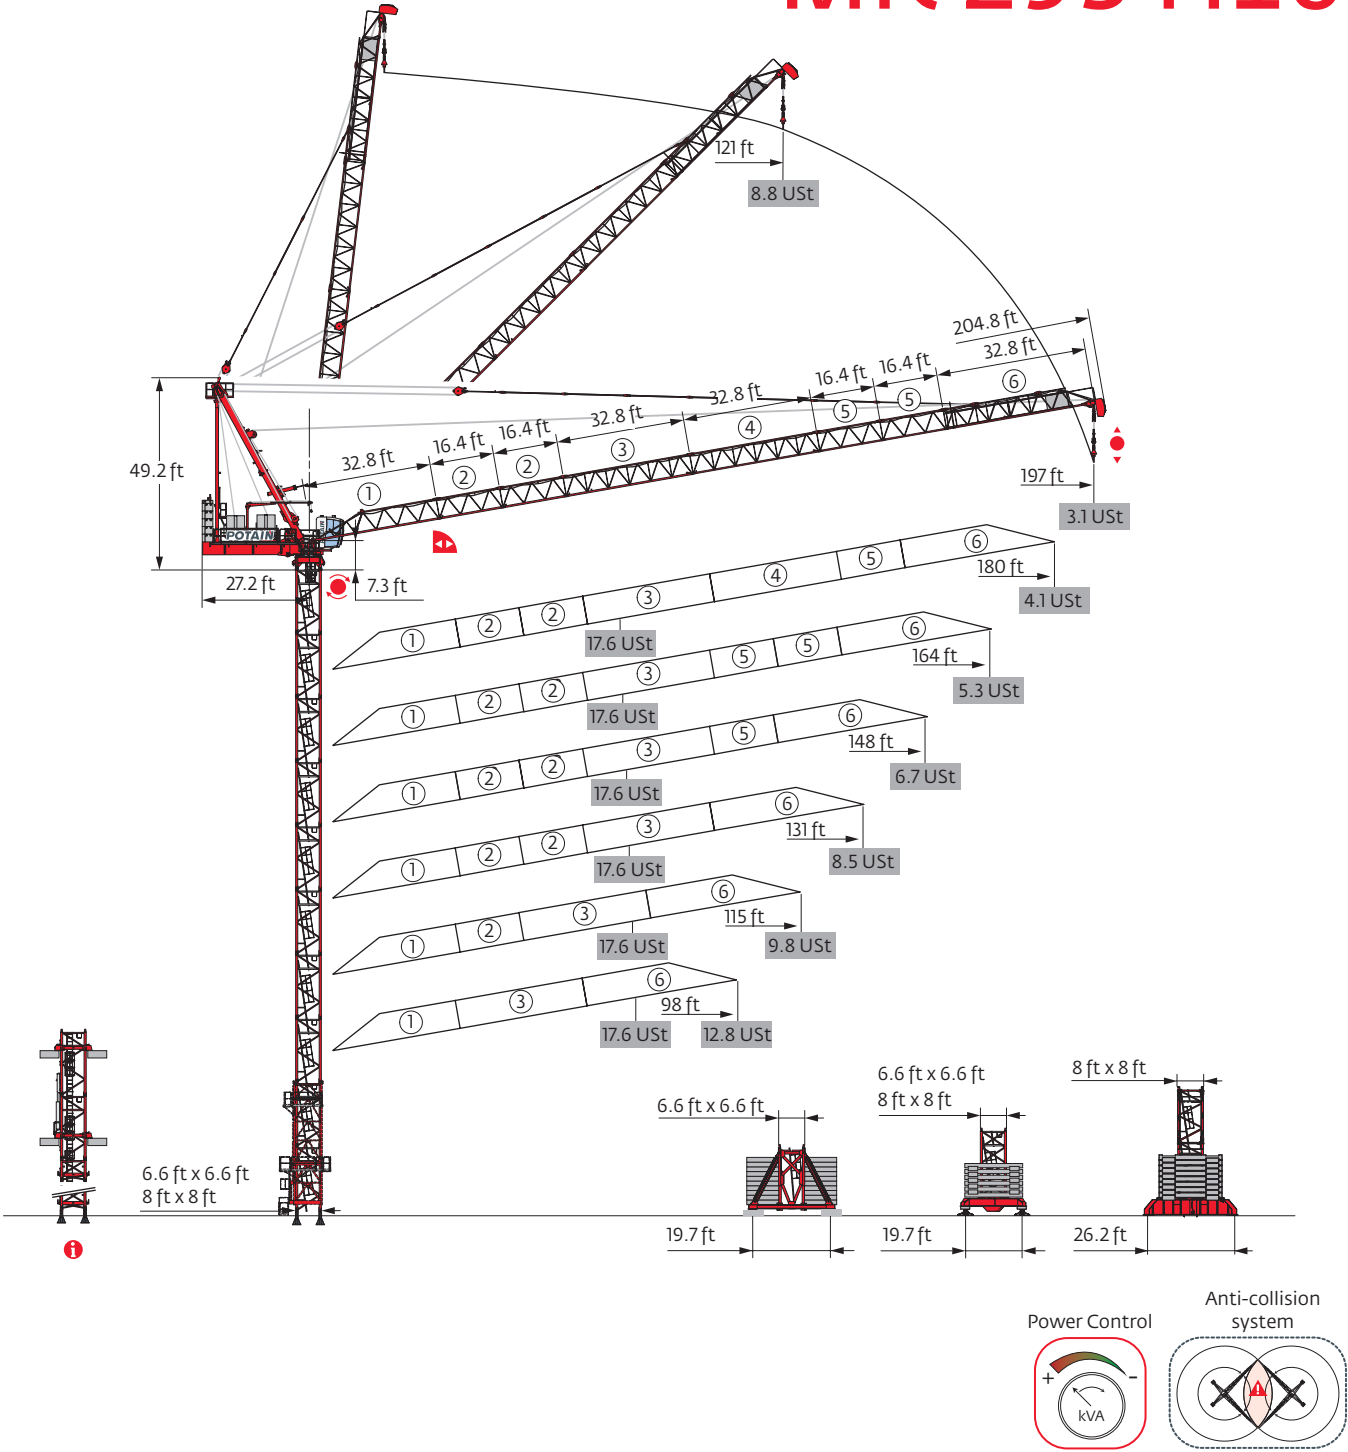 121 ft
8.8 USt
204.8 ft
32.8 ft
16.4 ft
16.4 ft
32.8 ft
32.8 ft
16.4 ft
16.4 ft
32.8 ft
6
5
5
4
3
2
2
1
49.2 ft
197 ft
3.1 USt
POTAIN
27.2 ft
7.3 ft
1
2
2
3
4
5
6
180 ft
4.1 USt
17.6 USt
1
2
2
3
5
5
6
164 ft
5.3 USt
17.6 USt
1
2
2
3
5
6
148 ft
6.7 USt
17.6 USt
1
2
2
3
6
131 ft
8.5 USt
17.6 USt
1
2
3
6
115 ft
9.8 USt
17.6 USt
1
3
6
98 ft
17.6 USt
12.8 USt
6.6 ft x 6.6 ft
8 ft x 8 ft
i
6.6 ft x 6.6 ft
19.7 ft
6.6 ft x 6.6 ft
8 ft x 8 ft
19.7 ft
8 ft x 8 ft
26.2 ft
Power Control
+
-
kVA
Anti-collision
system